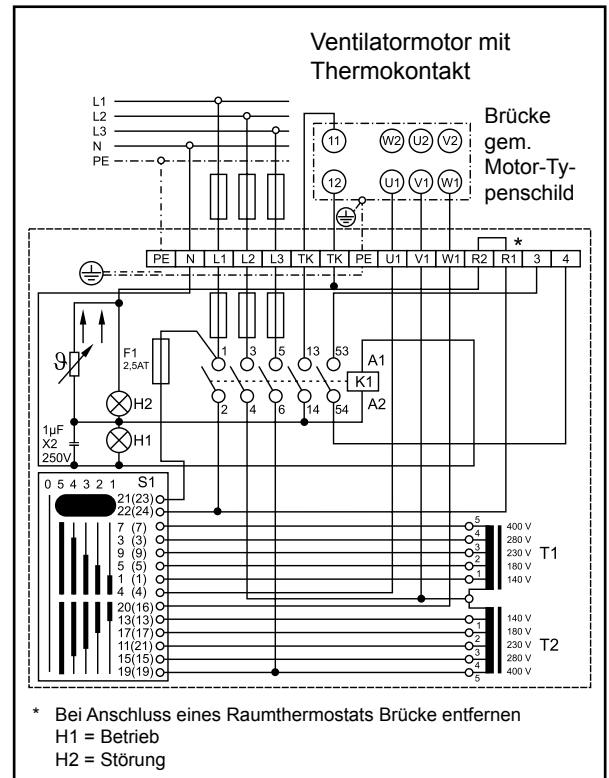 Ventilatormotor mit
Thermokontakt
L1
L2
L3
N
PE
11 W2 U2 V2
12 U1 V1 W1
Brücke
gem.
Motor-Ty-
penschild
PE N L1 L2 L3 TK TK PE U1 V1 W1 R2 R1 3 4
*
ϑ
F1
2,5AT
1 3 5 13 53
A1
K1
A2
2 4 6 14 54
H2
H1
1µF
X2
250V
0 5 4 3 2 1 S1
21(23)
22(24)
7 (7)
3 (3)
9 (9)
5 (5)
1 (1)
4 (4)
20(16)
13(13)
17(17)
11(21)
15(15)
19(19)
5 400 V
4 280 V
3 230 V T1
2 180 V
1 140 V
140 V
1 180 V
2 230 V T2
3 280 V
4 400 V
5
* Bei Anschluss eines Raumthermostats Brücke entfernen
H1 = Betrieb
H2 = Störung